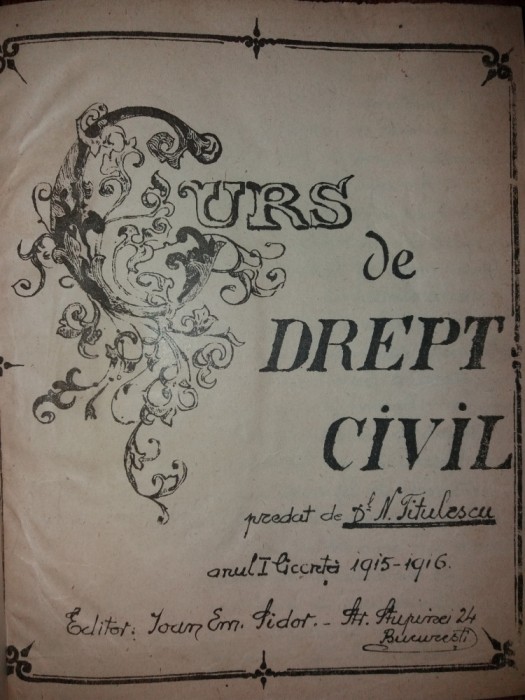 CURS
de
DREPT
CIVIL
predat de Dl N. Titulescu
anul I licență 1915-1916.
Editor: Ioan Em. Sidor. - Str. Stupinei 24
București